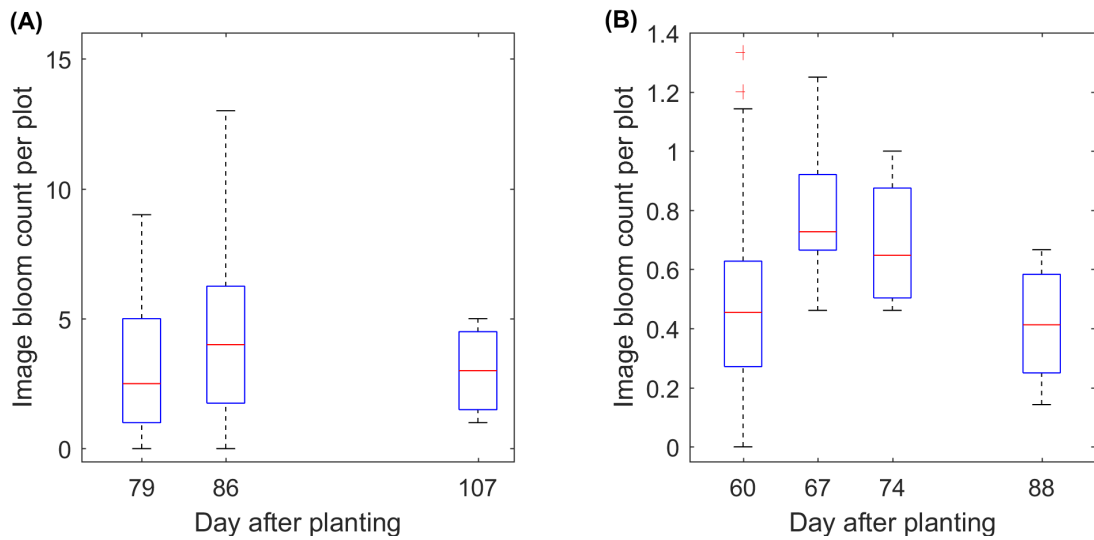 (A)
Image bloom count per plot
15
10
5
0
79 86 107
Day after planting
(B)
Image bloom count per plot
1.4
1.2
1
0.8
0.6
0.4
0.2
0
60 67 74 88
Day after planting